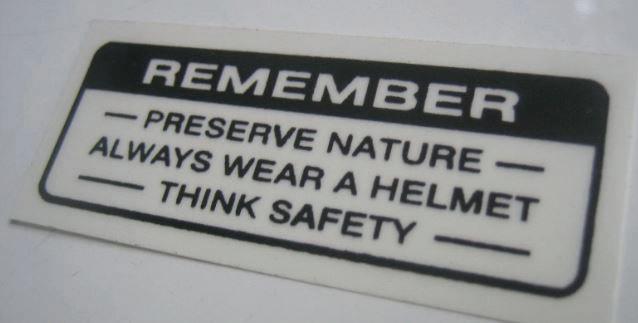 REMEMBER
— PRESERVE NATURE —
ALWAYS WEAR A HELMET
— THINK SAFETY —